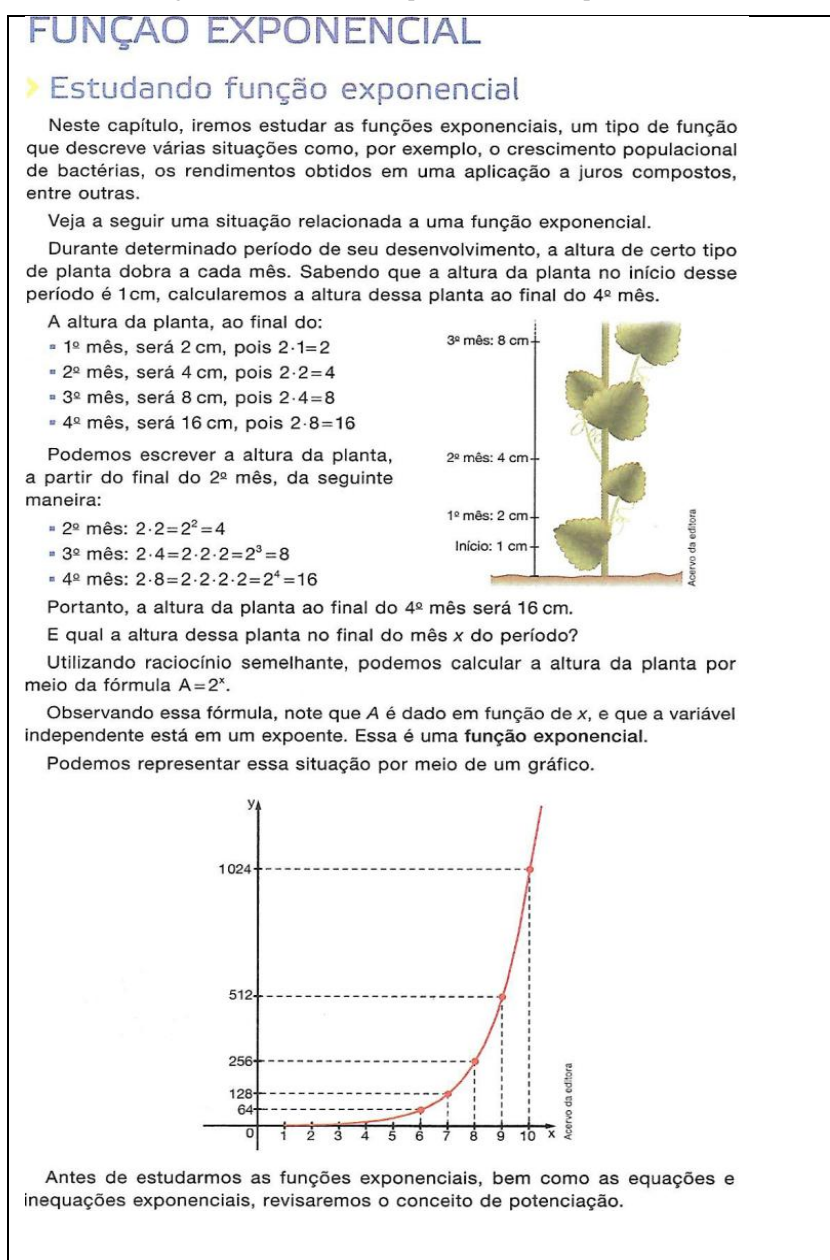 FUNÇÃO EXPONENCIAL
Estudando função exponencial
Neste capítulo, iremos estudar as funções exponenciais, um tipo de função
que descreve várias situações como, por exemplo, o crescimento populacional
de bactérias, os rendimentos obtidos em uma aplicação a juros compostos,
entre outras.
Veja a seguir uma situação relacionada a uma função exponencial.
Durante determinado período de seu desenvolvimento, a altura de certo tipo
de planta dobra a cada mês. Sabendo que a altura da planta no início desse
período é 1cm, calcularemos a altura dessa planta ao final do 4º mês.
A altura da planta, ao final do:
▪ 1º mês, será 2 cm, pois 2·1=2
▪ 2º mês, será 4 cm, pois 2·2=4
▪ 3º mês, será 8 cm, pois 2·4=8
▪ 4º mês, será 16 cm, pois 2·8=16
Podemos escrever a altura da planta,
a partir do final do 2º mês, da seguinte
maneira:
▪ 2º mês: 2·2=2²=4
▪ 3º mês: 2·4=2·2·2=2³=8
▪ 4º mês: 2·8=2·2·2·2=2⁴=16
3º mês: 8 cm
2º mês: 4 cm
1º mês: 2 cm
Início: 1 cm
Acervo da editora
Portanto, a altura da planta ao final do 4º mês será 16 cm.
E qual a altura dessa planta no final do mês x do período?
Utilizando raciocínio semelhante, podemos calcular a altura da planta por
meio da fórmula A=2ˣ.
Observando essa fórmula, note que A é dado em função de x, e que a variável
independente está em um expoente. Essa é uma função exponencial.
Podemos representar essa situação por meio de um gráfico.
y
1024
512
256
128
64
0 1 2 3 4 5 6 7 8 9 10 x
Acervo da editora
Antes de estudarmos as funções exponenciais, bem como as equações e
inequações exponenciais, revisaremos o conceito de potenciação.